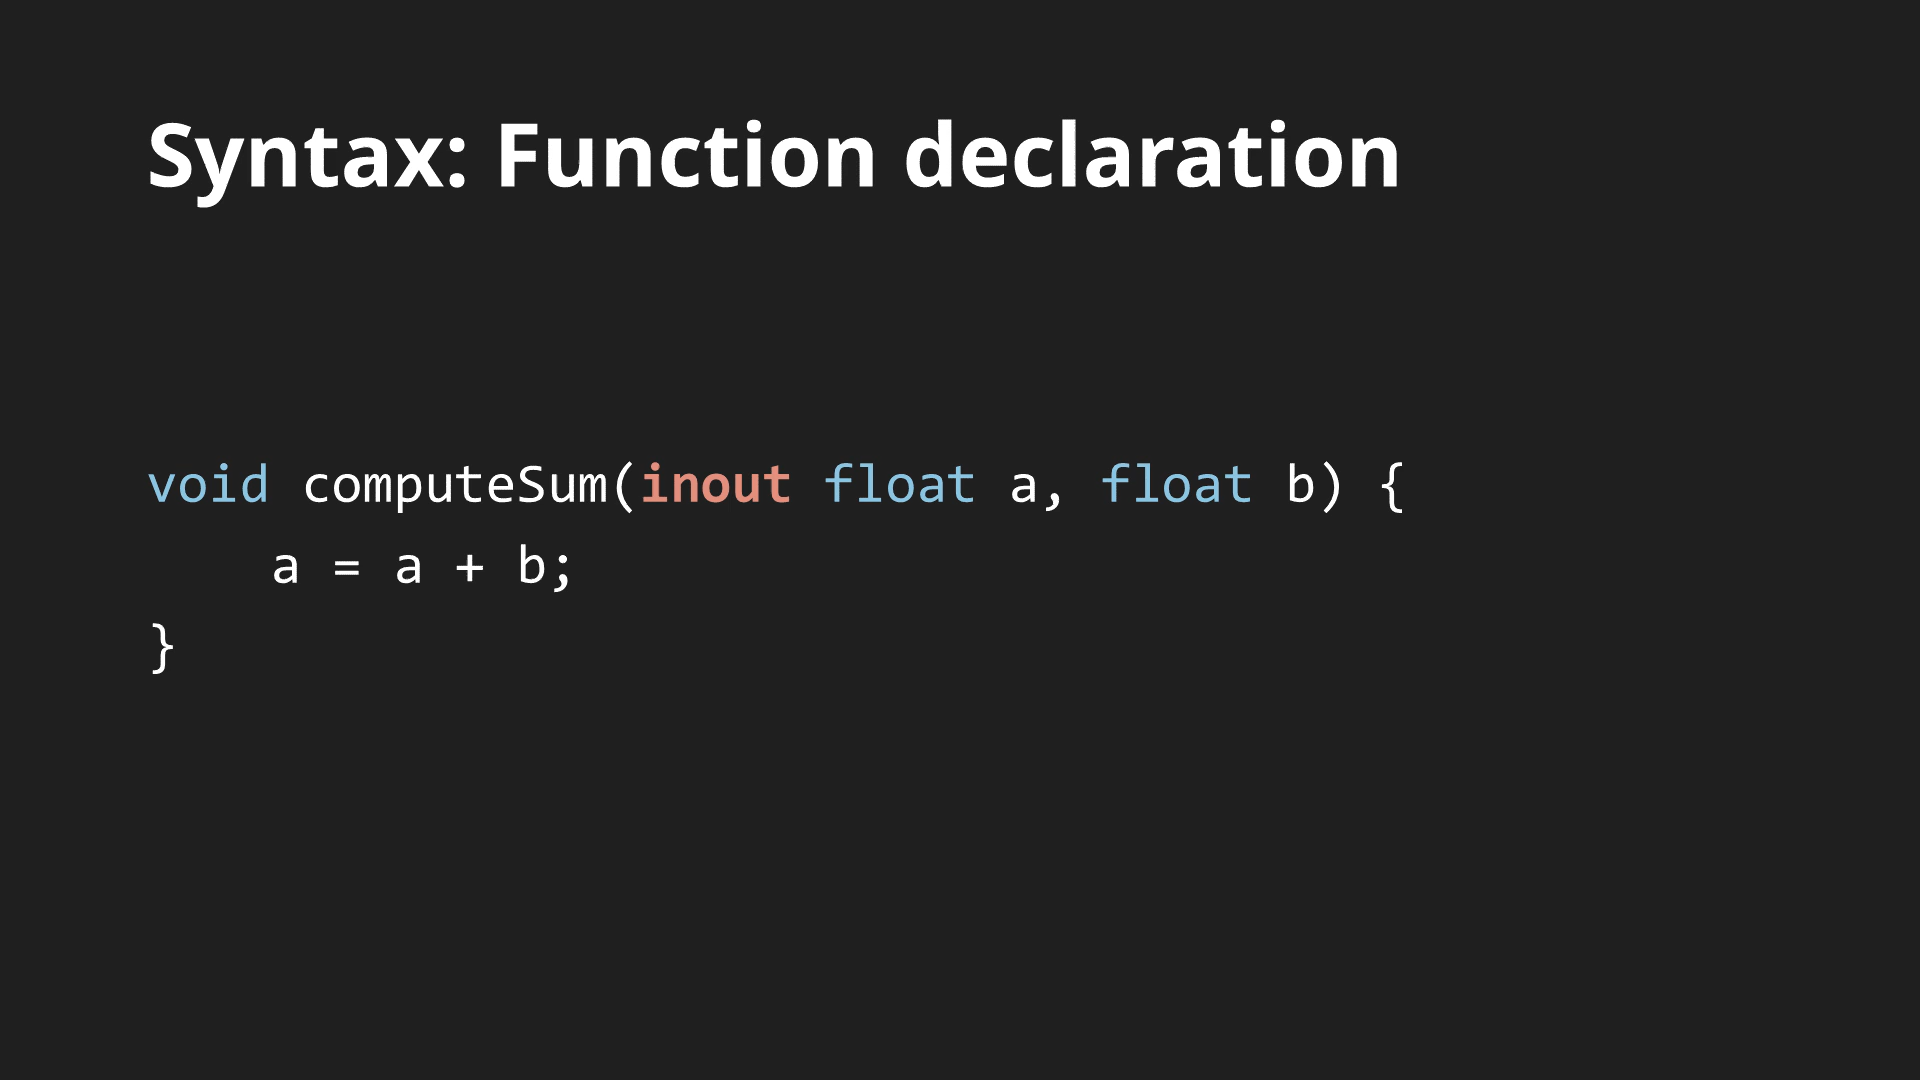 Syntax: Function declaration
void computeSum(inout float a, float b) {
    a = a + b;
}